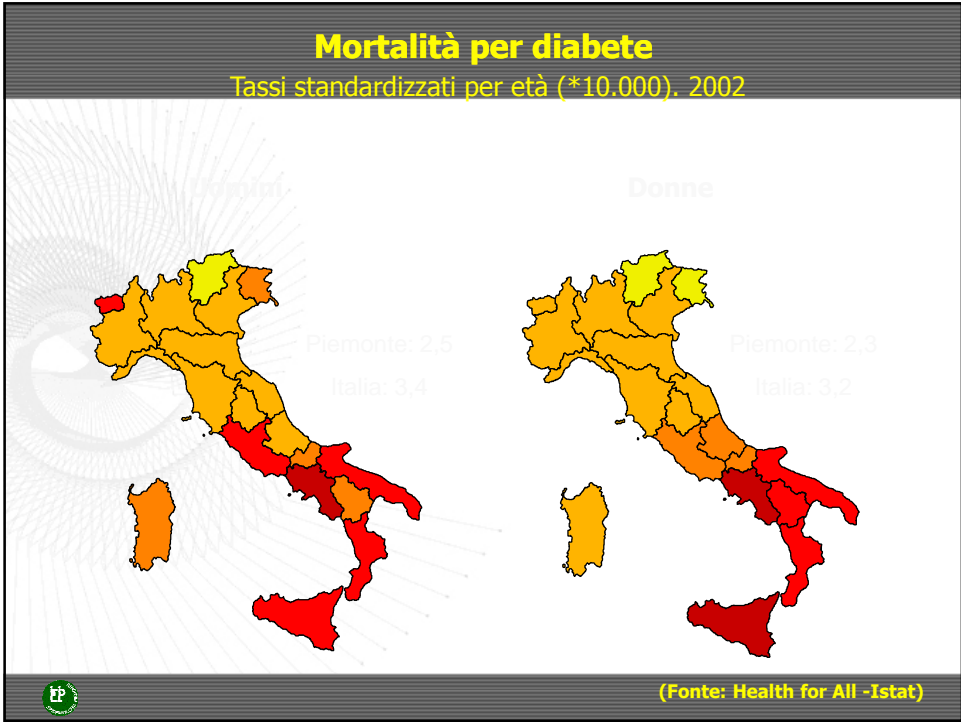 Mortalità per diabete
Tassi standardizzati per età (*10.000). 2002
Uomini
Donne
Piemonte: 2,5
Italia: 3,4
Piemonte: 2,3
Italia: 3,2
(Fonte: Health for All -Istat)